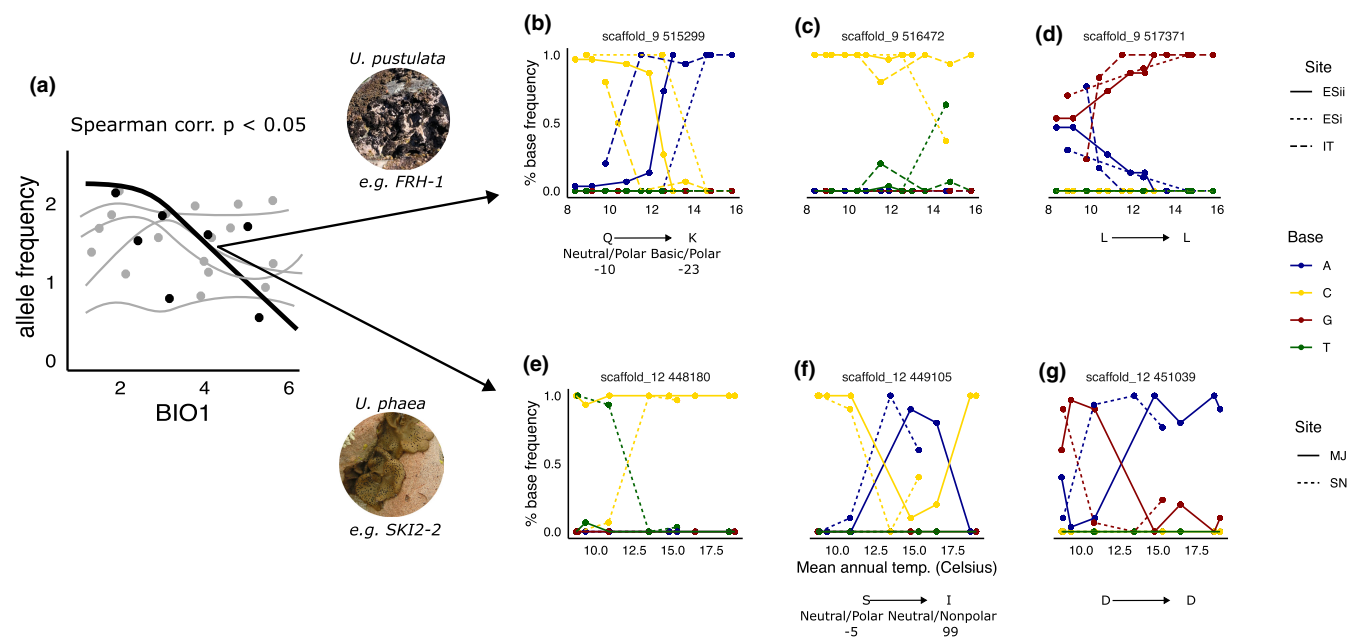 (a)
Spearman corr. p < 0.05
allele frequency
2
1
0
2 4 6
BIO1
U. pustulata
e.g. FRH-1
U. phaea
e.g. SKI2-2
(b)
scaffold_9 515299
% base frequency
1.0
0.5
0.0
8 10 12 14 16
Q K
Neutral/Polar Basic/Polar
-10 -23
(c)
scaffold_9 516472
8 10 12 14 16
(d)
scaffold_9 517371
8 10 12 14 16
L L
Site
ESii
ESi
IT
Base
A
C
G
T
(e)
scaffold_12 448180
% base frequency
1.0
0.5
0.0
10.0 12.5 15.0 17.5
(f)
scaffold_12 449105
10.0 12.5 15.0 17.5
Mean annual temp. (Celsius)
S I
Neutral/Polar Neutral/Nonpolar
-5 99
(g)
scaffold_12 451039
10.0 12.5 15.0 17.5
D D
Site
MJ
SN